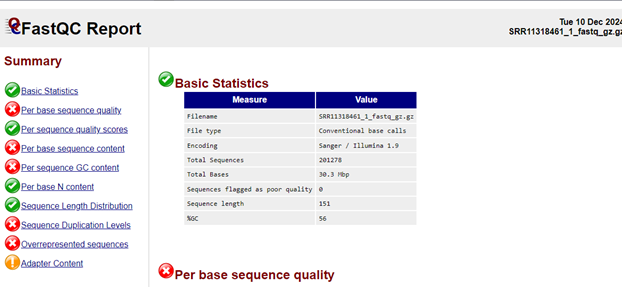 FastQC Report
Tue 10 Dec 2024
SRR11318461_1_fastq_gz.gz
Summary
Basic Statistics
Per base sequence quality
Per sequence quality scores
Per base sequence content
Per sequence GC content
Per base N content
Sequence Length Distribution
Sequence Duplication Levels
Overrepresented sequences
Adapter Content
Basic Statistics
Measure Value
Filename SRR11318461_1_fastq_gz.gz
File type Conventional base calls
Encoding Sanger / Illumina 1.9
Total Sequences 201278
Total Bases 30.3 Mbp
Sequences flagged as poor quality 0
Sequence length 151
%GC 56
Per base sequence quality